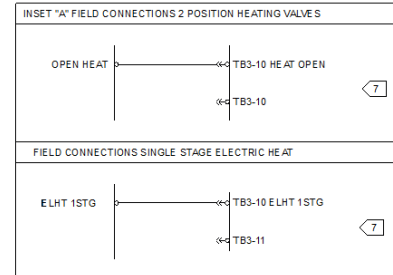 INSET "A" FIELD CONNECTIONS 2 POSITION HEATING VALVES
OPEN HEAT TB3-10 HEAT OPEN
7
TB3-10
FIELD CONNECTIONS SINGLE STAGE ELECTRIC HEAT
ELHT 1STG TB3-10 ELHT 1STG
7
TB3-11